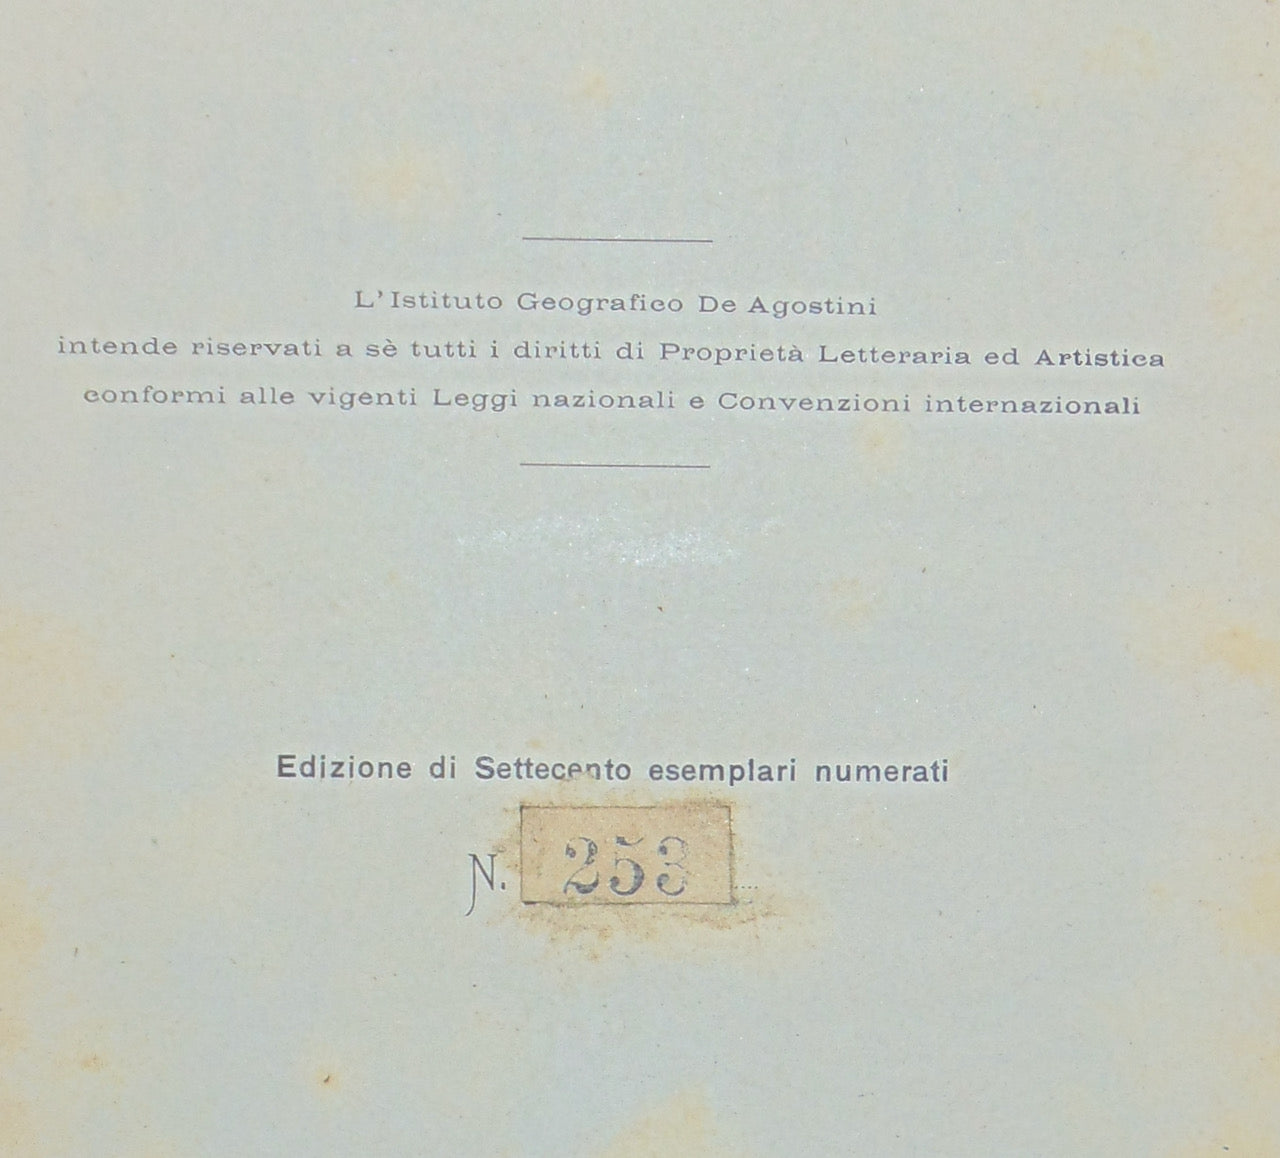 L'Istituto Geografico De Agostini
intende riservati a sè tutti i diritti di Proprietà Letteraria ed Artistica
conformi alle vigenti Leggi nazionali e Convenzioni internazionali
Edizione di Settecento esemplari numerati
N. 253